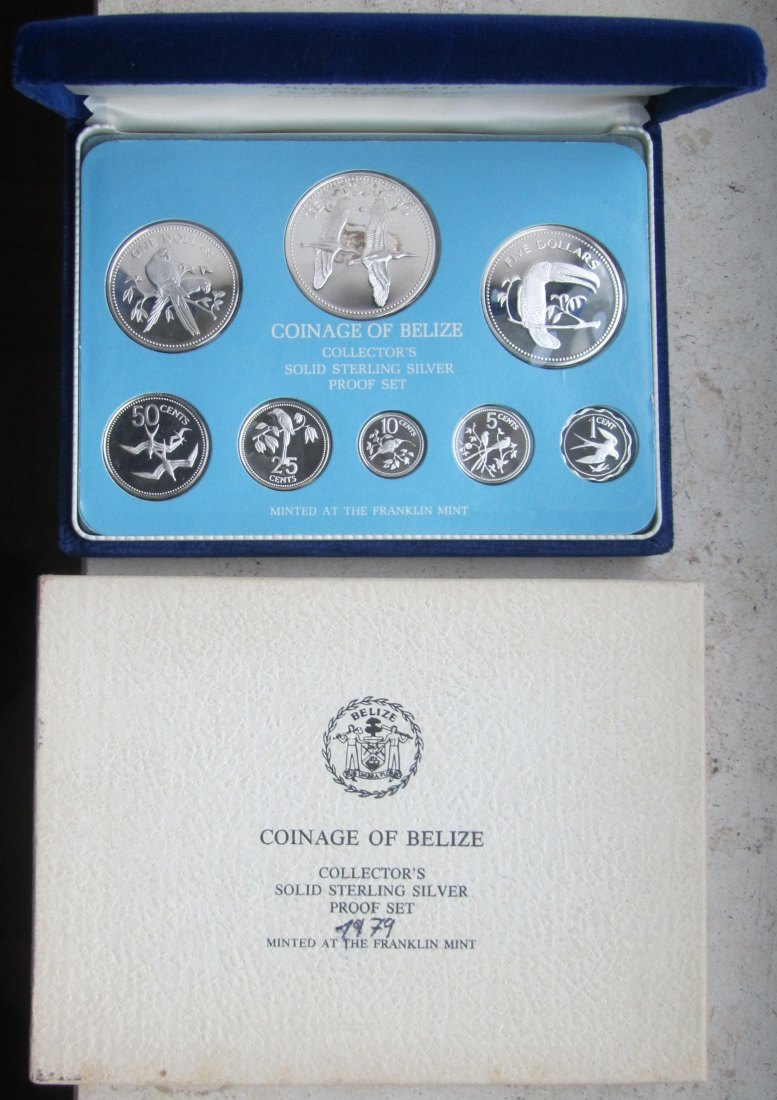 TEN DOLLARS
ONE DOLLAR
FIVE DOLLARS
COINAGE OF BELIZE
COLLECTOR'S
SOLID STERLING SILVER
PROOF SET
50 CENTS
25 CENTS
10 CENTS
5 CENTS
1 CENT
MINTED AT THE FRANKLIN MINT
BELIZE
COINAGE OF BELIZE
COLLECTOR'S
SOLID STERLING SILVER
PROOF SET
1979
MINTED AT THE FRANKLIN MINT